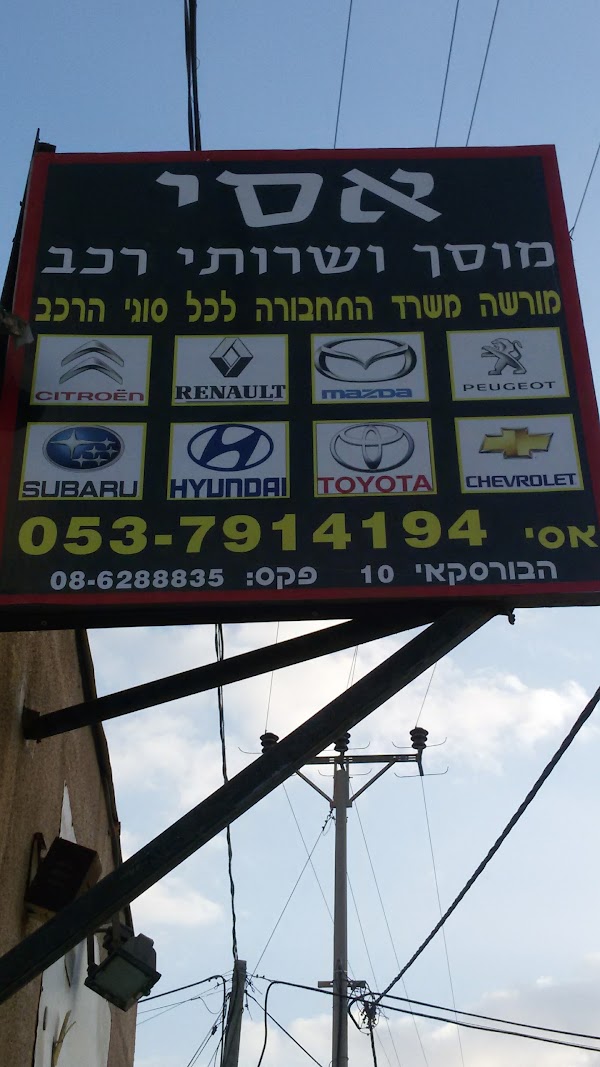 אסי
מוסך ושרותי רכב
מורשה משרד התחבורה לכל סוגי הרכב
CITROËN RENAULT mazda PEUGEOT
SUBARU HYUNDAI TOYOTA CHEVROLET
אסי 053-7914194
הבורסקאי 10 פקס: 08-6288835